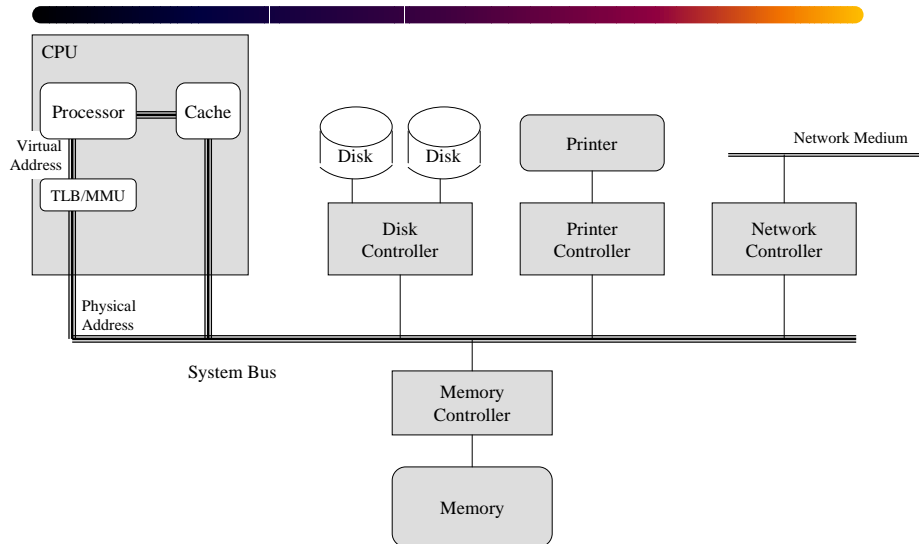 CPU
Processor
Cache
Virtual
Address
TLB/MMU
Disk
Disk
Printer
Network Medium
Disk
Controller
Printer
Controller
Network
Controller
Physical
Address
System Bus
Memory
Controller
Memory